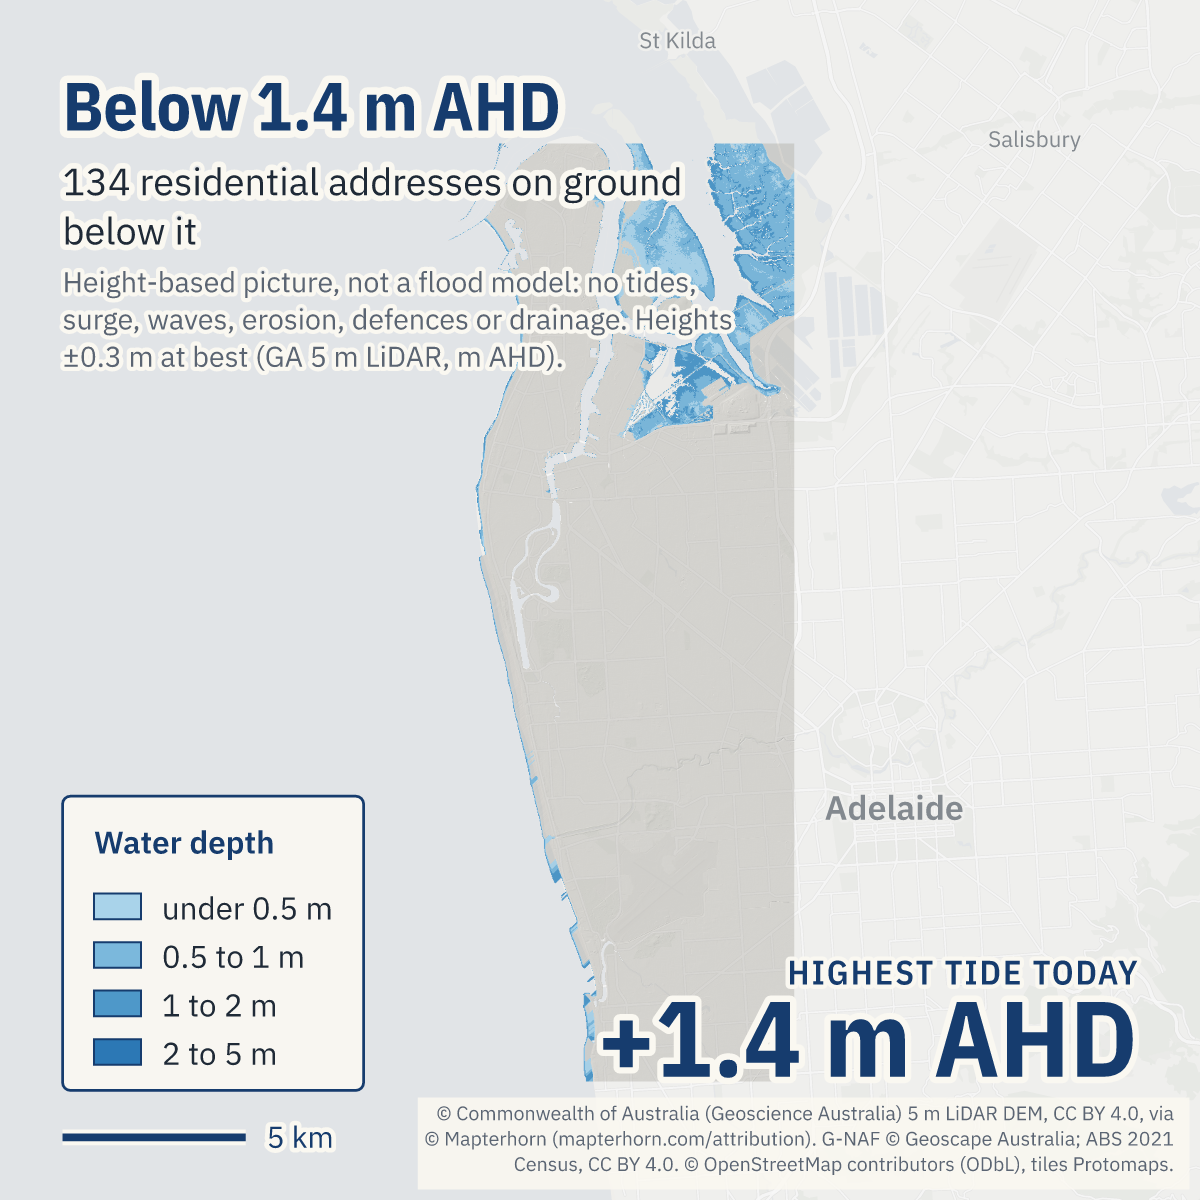 St Kilda
Below 1.4 m AHD
Salisbury
134 residential addresses on ground
below it
Height-based picture, not a flood model: no tides,
surge, waves, erosion, defences or drainage. Heights
±0.3 m at best (GA 5 m LiDAR, m AHD).
Adelaide
Water depth
under 0.5 m
0.5 to 1 m
1 to 2 m
2 to 5 m
5 km
HIGHEST TIDE TODAY
+1.4 m AHD
© Commonwealth of Australia (Geoscience Australia) 5 m LiDAR DEM, CC BY 4.0, via
© Mapterhorn (mapterhorn.com/attribution). G-NAF © Geoscape Australia; ABS 2021
Census, CC BY 4.0. © OpenStreetMap contributors (ODbL), tiles Protomaps.